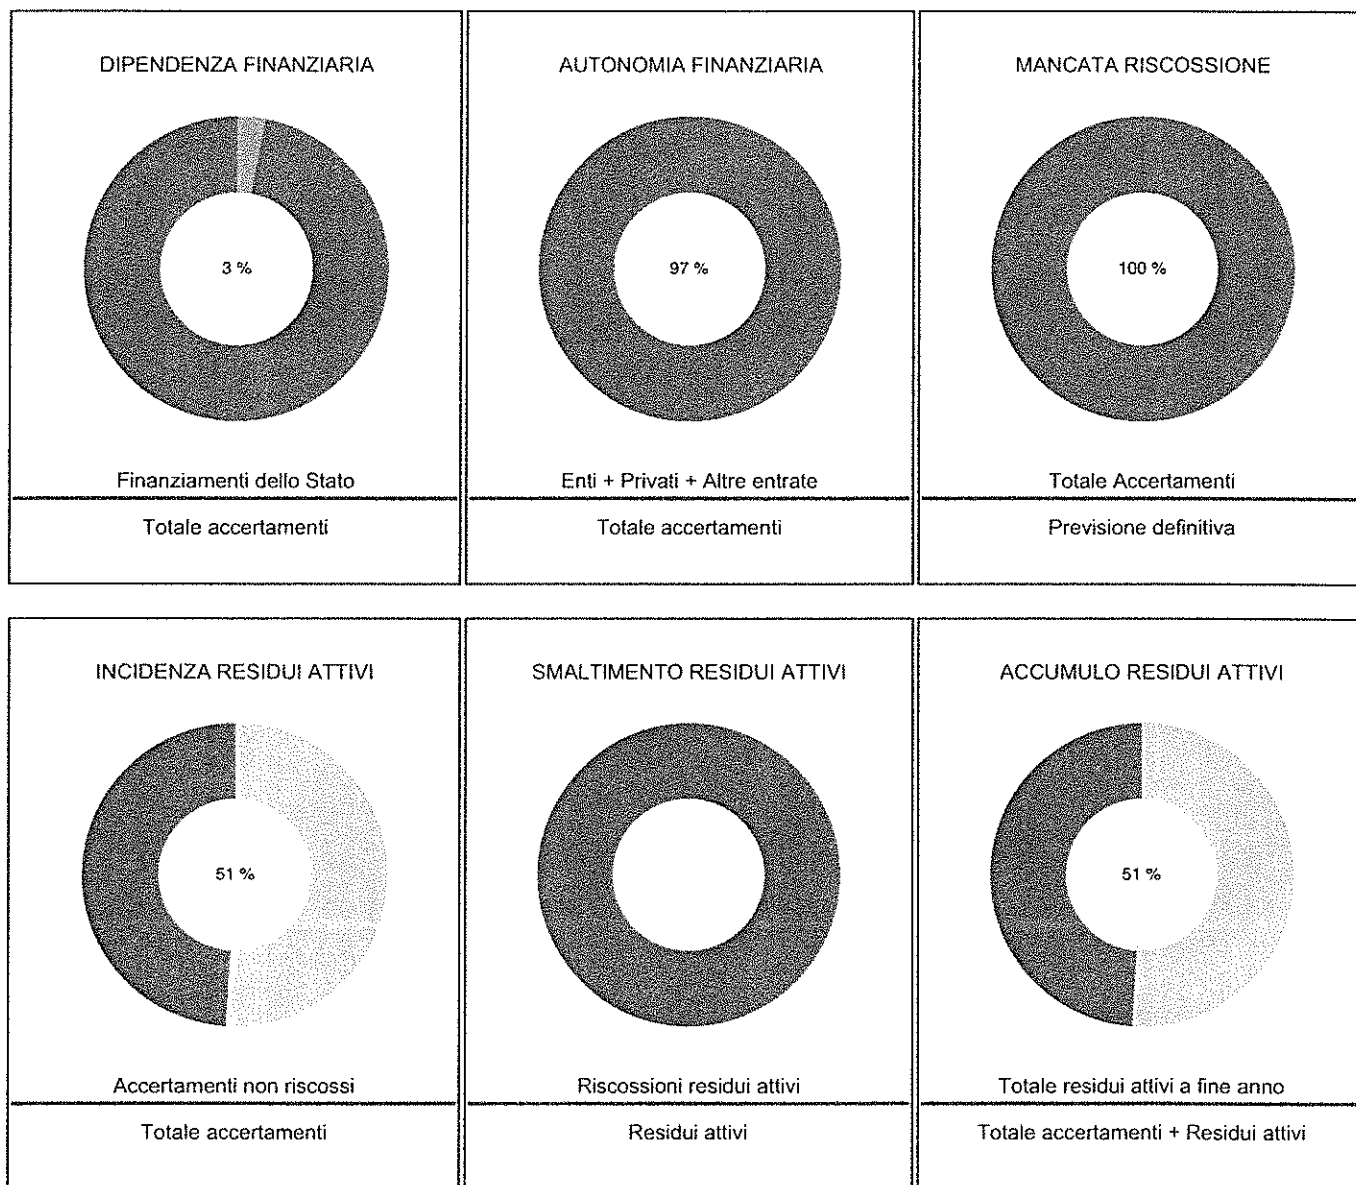 DIPENDENZA FINANZIARIA
3 %
Finanziamenti dello Stato
Totale accertamenti
AUTONOMIA FINANZIARIA
97 %
Enti + Privati + Altre entrate
Totale accertamenti
MANCATA RISCOSSIONE
100 %
Totale Accertamenti
Previsione definitiva
INCIDENZA RESIDUI ATTIVI
51 %
Accertamenti non riscossi
Totale accertamenti
SMALTIMENTO RESIDUI ATTIVI
Riscossioni residui attivi
Residui attivi
ACCUMULO RESIDUI ATTIVI
51 %
Totale residui attivi a fine anno
Totale accertamenti + Residui attivi